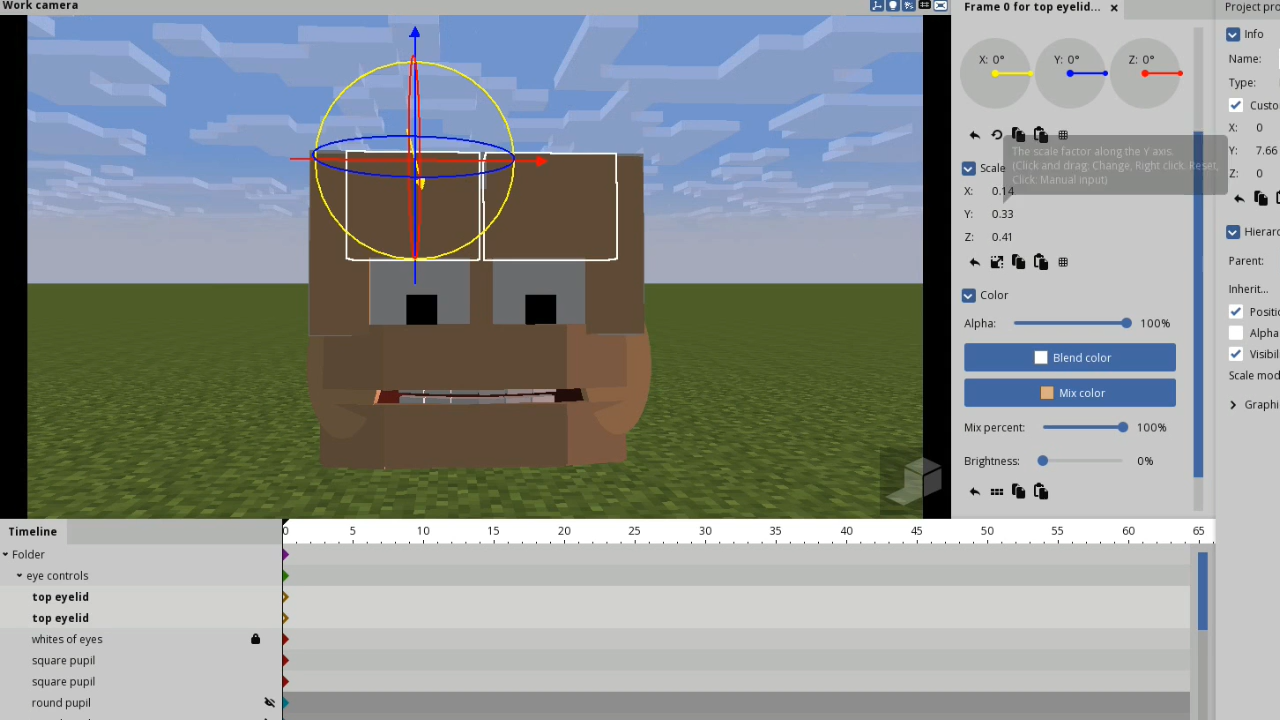 Work camera
Frame 0 for top eyelid...
Project pro
X: 0°
Y: 0°
Z: 0°
Info
Name:
Type:
Custo
X: 0
Y: 7.66
Z: 0
The scale factor along the Y axis.
(Click and drag: Change, Right click: Reset,
Click: Manual input)
Scale
X: 0.14
Y: 0.33
Z: 0.41
Hierarc
Parent:
Inherit...
Positio
Alpha
Visibil
Scale mod
Graphi
Color
Alpha: 100%
Blend color
Mix color
Mix percent: 100%
Brightness: 0%
Timeline
0 5 10 15 20 25 30 35 40 45 50 55 60 65
Folder
eye controls
top eyelid
top eyelid
whites of eyes
square pupil
square pupil
round pupil